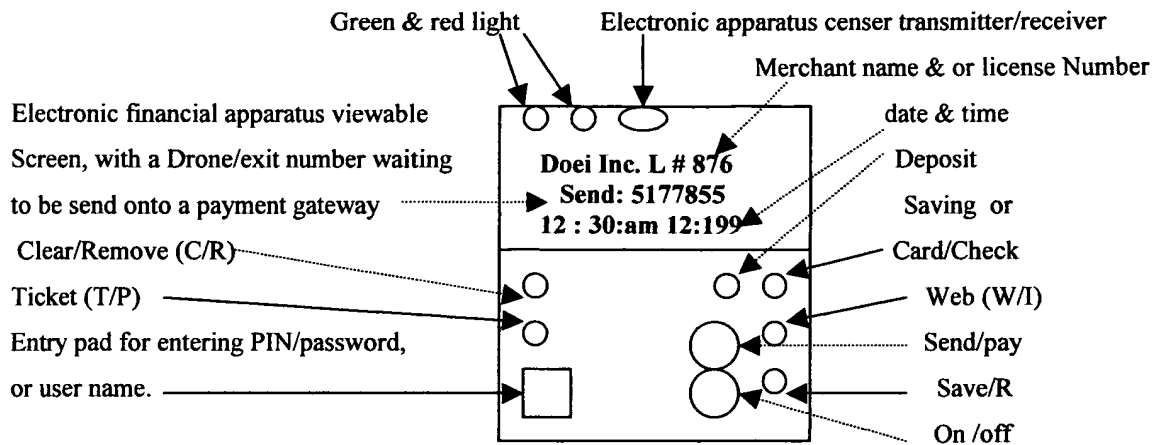 Green & red light
Electronic apparatus censer transmitter/receiver
Merchant name & or license Number
Electronic financial apparatus viewable
Screen, with a Drone/exit number waiting
to be send onto a payment gateway
date & time
Deposit
Doei Inc. L # 876
Send: 5177855
12 : 30:am 12:199
Saving or
Card/Check
Clear/Remove (C/R)
Ticket (T/P)
Web (W/I)
Entry pad for entering PIN/password,
or user name.
Send/pay
Save/R
On /off